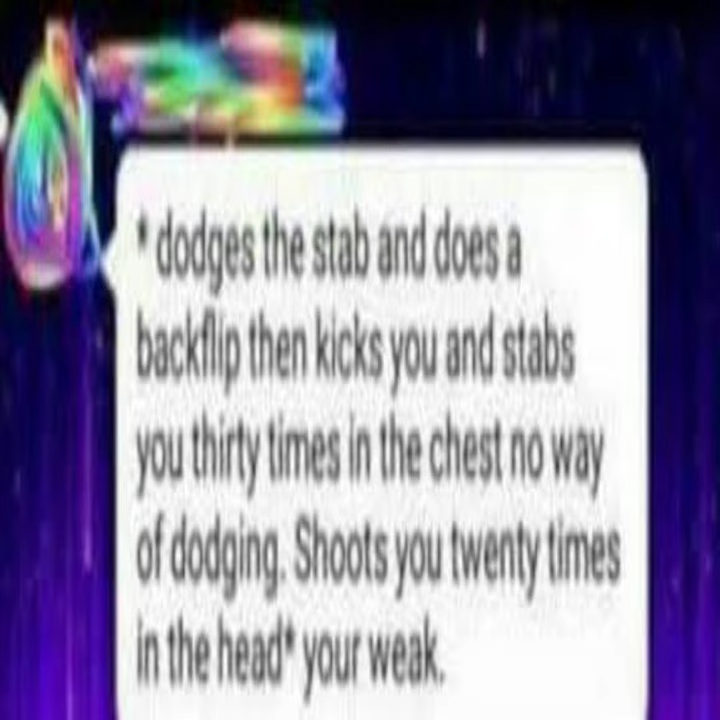 * dodges the stab and does a
backflip then kicks you and stabs
you thirty times in the chest no way
of dodging. Shoots you twenty times
in the head* your weak.